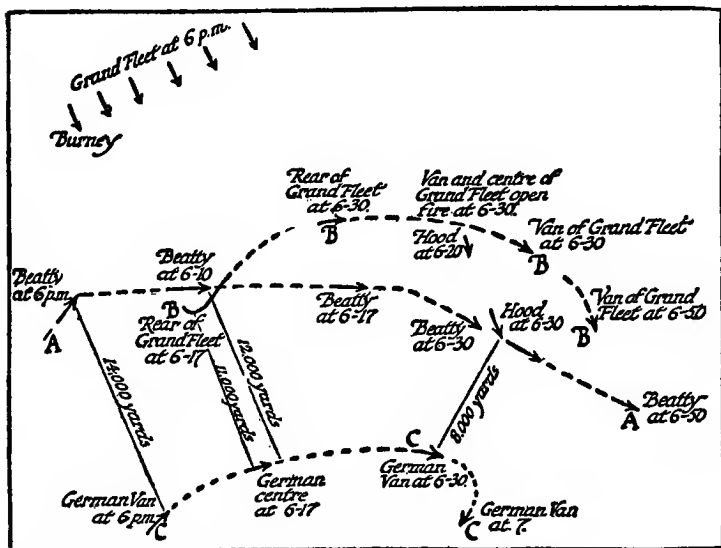 Grand Fleet at 6 p.m.
Burney
Rear of
Grand Fleet
at 6-30.
B
Van and centre of
Grand Fleet open
fire at 6-30.
Hood
at 6-20
Van of Grand Fleet
at 6-30
B
Van of Grand
Fleet at 6-50
B
Beatty
at 6 p.m.
A
Beatty
at 6-10
B
Rear of
Grand Fleet
at 6-17
Beatty
at 6-17
Beatty
at 6-30
Hood
at 6-30
Beatty
at 6-50
A
14.000 yards
11.000 yards
12.000 yards
8.000 yards
German Van
at 6 p.m.
C
German
centre
at 6-17
C
German
Van at 6-30
C
German Van
at 7.